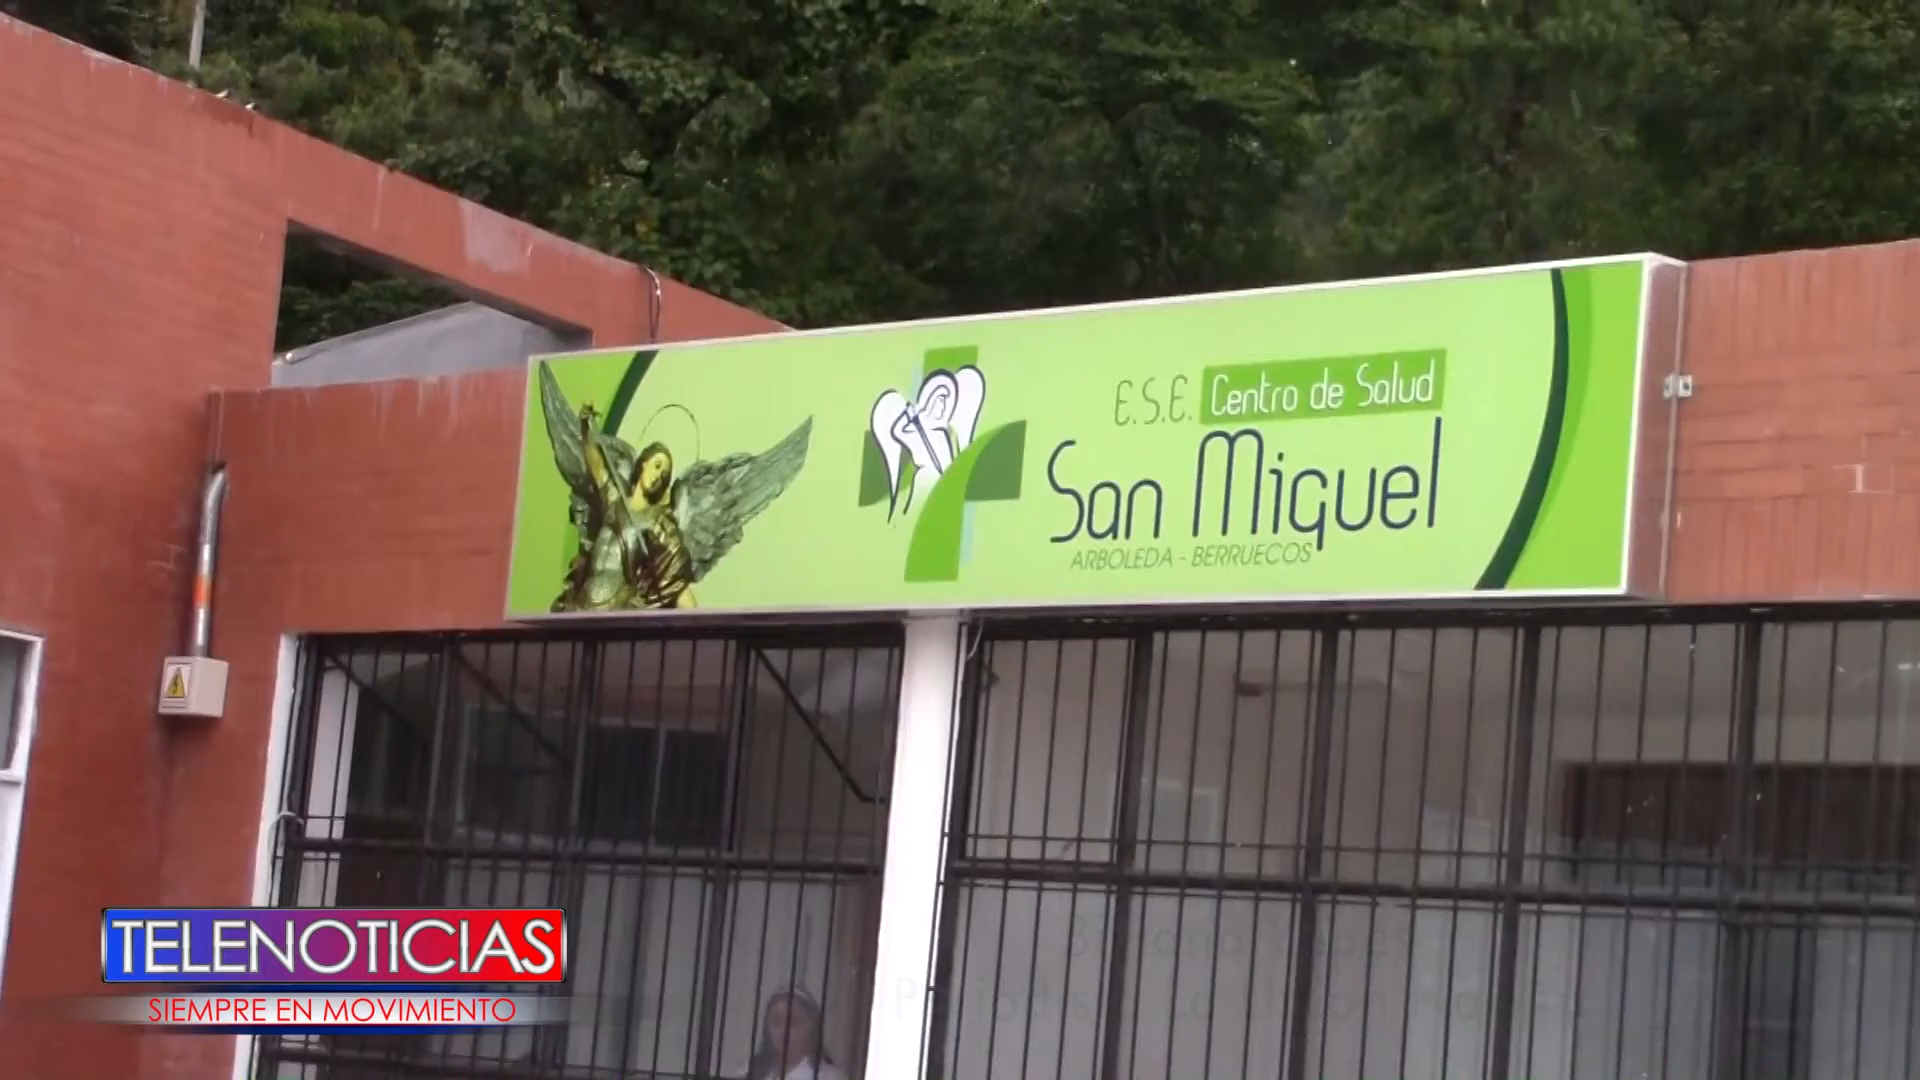 E.S.E. Centro de Salud
San Miguel
ARBOLEDA - BERRUECOS
TELENOTICIAS
SIEMPRE EN MOVIMIENTO